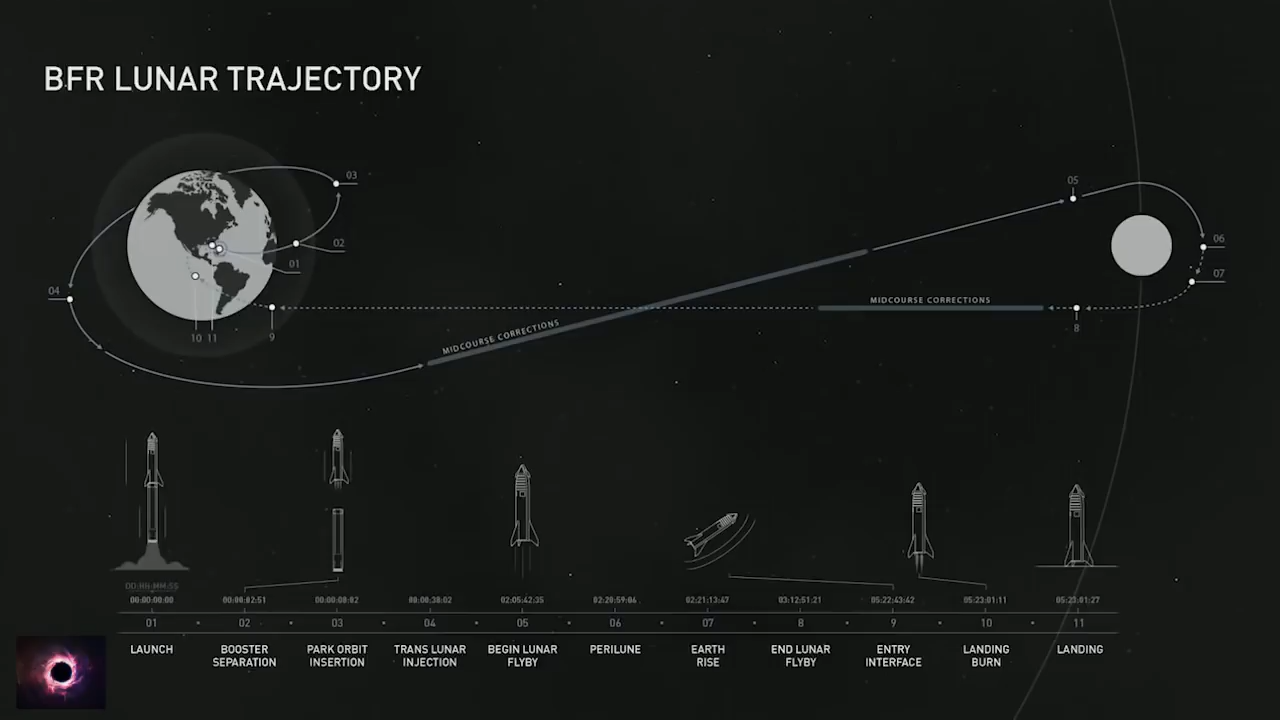 BFR LUNAR TRAJECTORY
03
02
01
04
10 11
9
05
06
07
8
MIDCOURSE CORRECTIONS
MIDCOURSE CORRECTIONS
DD:HH:MM:SS
00:00:00:00
00:00:02:51
00:00:08:02
00:00:38:02
02:05:42:35
02:20:59:06
02:21:13:47
03:12:51:21
05:22:43:42
05:23:01:11
05:23:01:27
01 02 03 04 05 06 07 8 9 10 11
LAUNCH
BOOSTER
SEPARATION
PARK ORBIT
INSERTION
TRANS LUNAR
INJECTION
BEGIN LUNAR
FLYBY
PERILUNE
EARTH
RISE
END LUNAR
FLYBY
ENTRY
INTERFACE
LANDING
BURN
LANDING